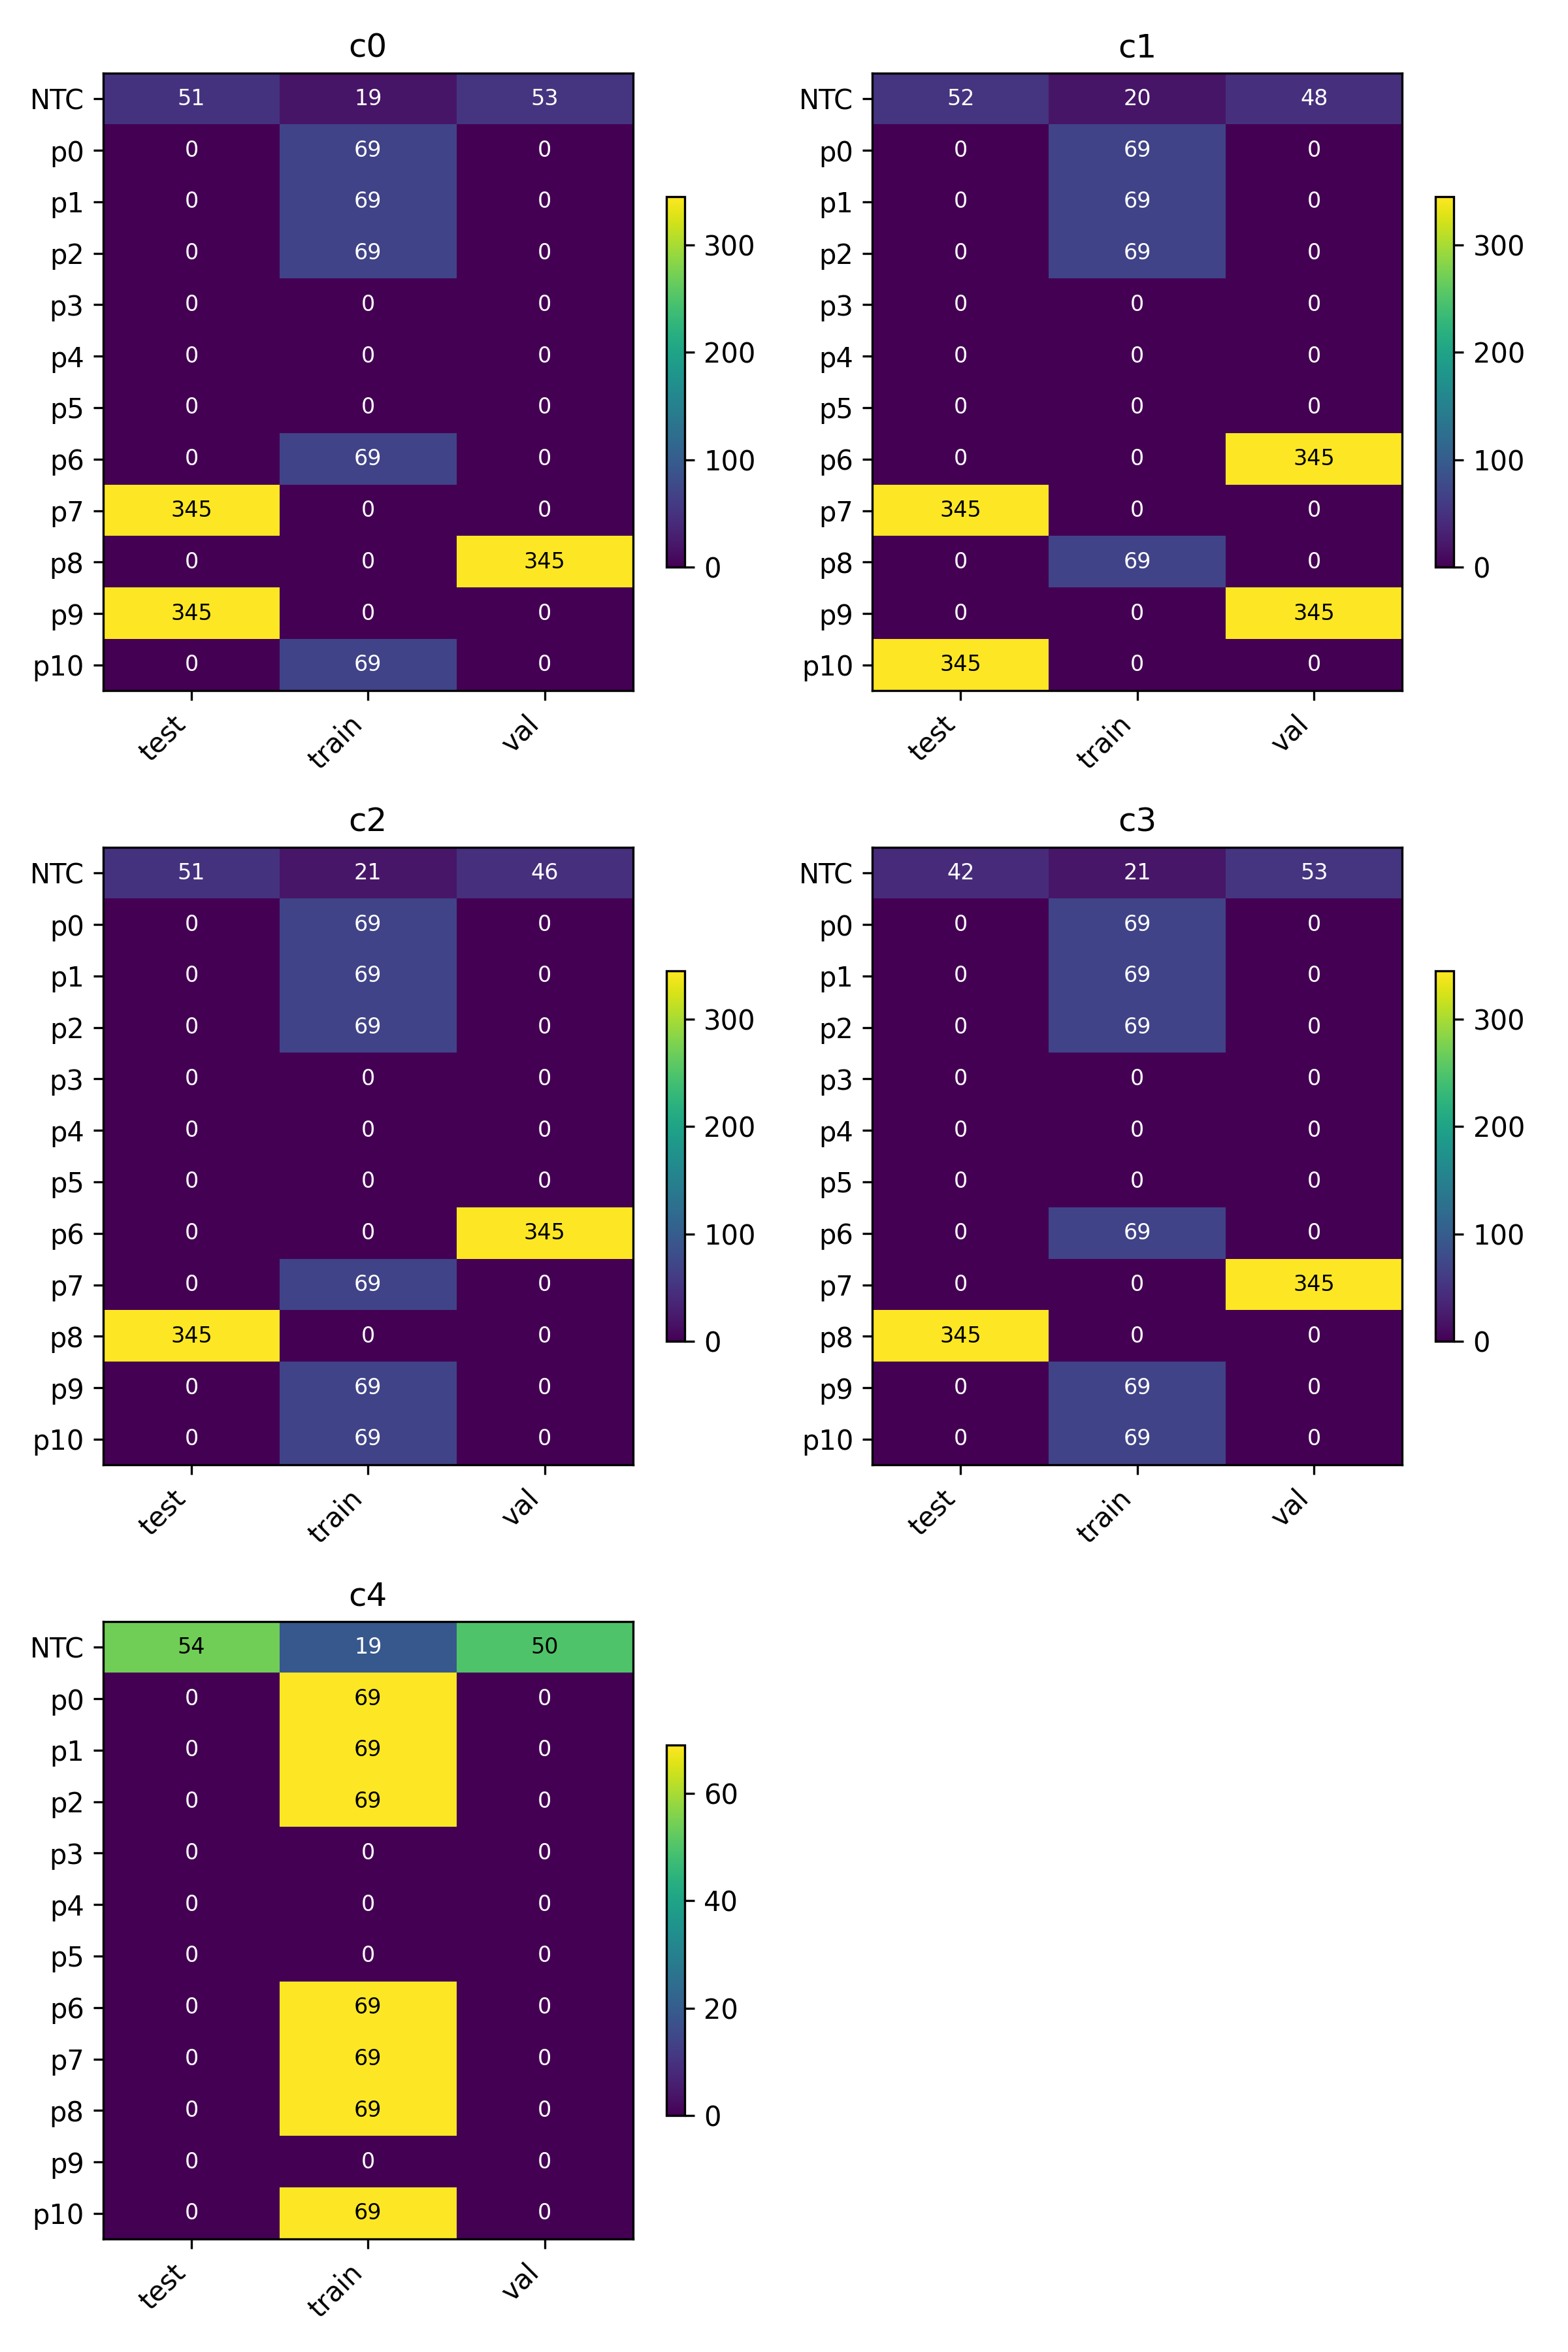 c0
NTC 51 19 53
p0 0 69 0
p1 0 69 0
p2 0 69 0
p3 0 0 0
p4 0 0 0
p5 0 0 0
p6 0 69 0
p7 345 0 0
p8 0 0 345
p9 345 0 0
p10 0 69 0
test train val
300
200
100
0
c1
NTC 52 20 48
p0 0 69 0
p1 0 69 0
p2 0 69 0
p3 0 0 0
p4 0 0 0
p5 0 0 0
p6 0 0 345
p7 345 0 0
p8 0 69 0
p9 0 0 345
p10 345 0 0
test train val
300
200
100
0
c2
NTC 51 21 46
p0 0 69 0
p1 0 69 0
p2 0 69 0
p3 0 0 0
p4 0 0 0
p5 0 0 0
p6 0 0 345
p7 0 69 0
p8 345 0 0
p9 0 69 0
p10 0 69 0
test train val
300
200
100
0
c3
NTC 42 21 53
p0 0 69 0
p1 0 69 0
p2 0 69 0
p3 0 0 0
p4 0 0 0
p5 0 0 0
p6 0 69 0
p7 0 0 345
p8 345 0 0
p9 0 69 0
p10 0 69 0
test train val
300
200
100
0
c4
NTC 54 19 50
p0 0 69 0
p1 0 69 0
p2 0 69 0
p3 0 0 0
p4 0 0 0
p5 0 0 0
p6 0 69 0
p7 0 69 0
p8 0 69 0
p9 0 0 0
p10 0 69 0
test train val
60
40
20
0